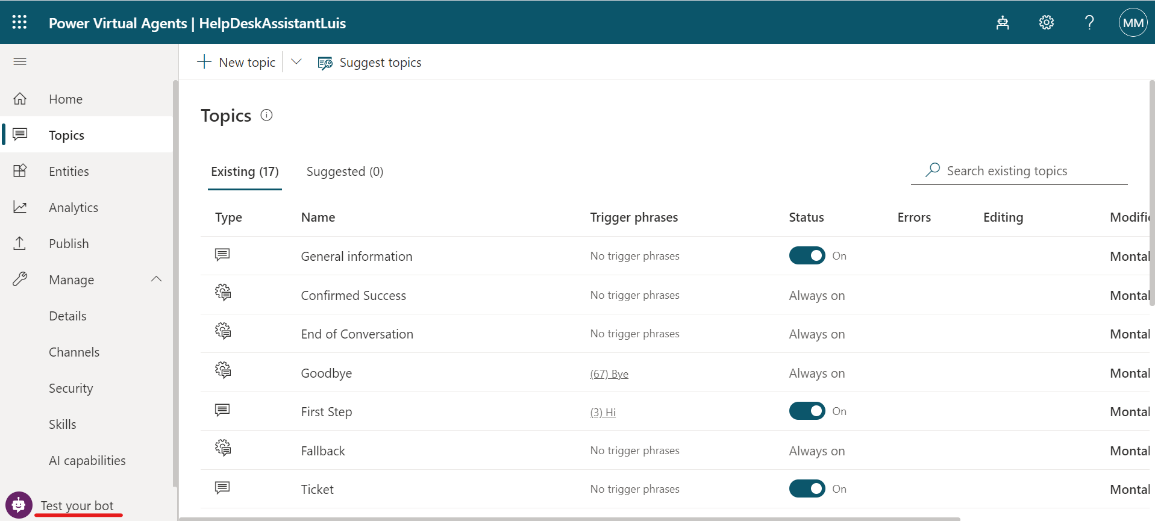 Power Virtual Agents | HelpDeskAssistantLuis
? MM
New topic Suggest topics
Home
Topics
Entities
Analytics
Publish
Manage
Details
Channels
Security
Skills
AI capabilities
Test your bot
Topics
Existing (17) Suggested (0) Search existing topics
Type Name Trigger phrases Status Errors Editing Modifi
General information No trigger phrases On Montal
Confirmed Success No trigger phrases Always on Montal
End of Conversation No trigger phrases Always on Montal
Goodbye (67) Bye Always on Montal
First Step (3) Hi On Montal
Fallback No trigger phrases Always on Montal
Ticket No trigger phrases On Montal